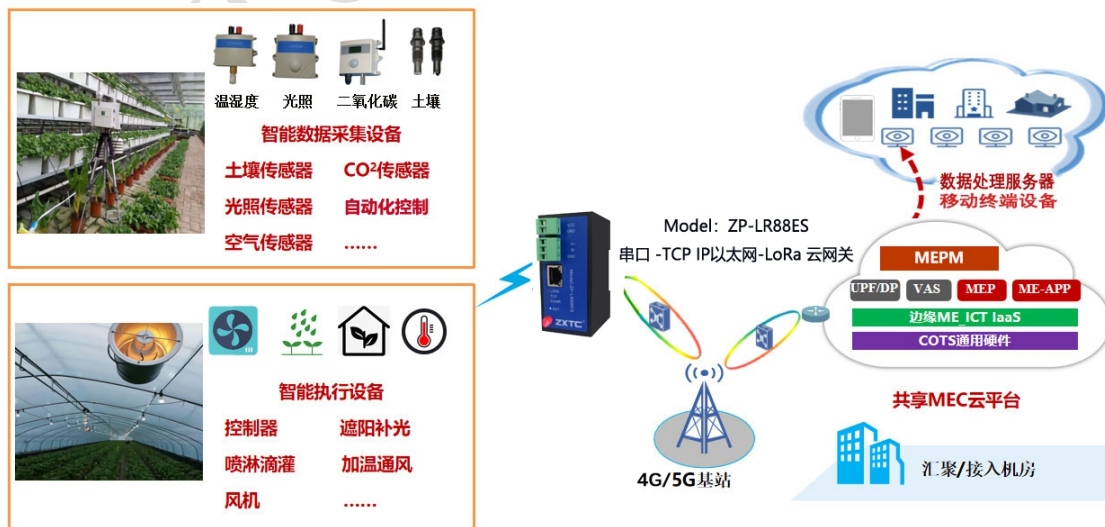 温湿度 光照 二氧化碳 土壤
智能数据采集设备
土壤传感器 CO²传感器
光照传感器 自动化控制
空气传感器 ……
智能执行设备
控制器 遮阳补光
喷淋滴灌 加温通风
风机 ……
Model：ZP-LR88ES
串口 -TCP IP以太网-LoRa 云网关
ZXTC
4G/5G基站
数据处理服务器
移动终端设备
MEPM
UPF/DP VAS MEP ME-APP
边缘ME_ICT IaaS
COTS通用硬件
共享MEC云平台
汇聚/接入机房